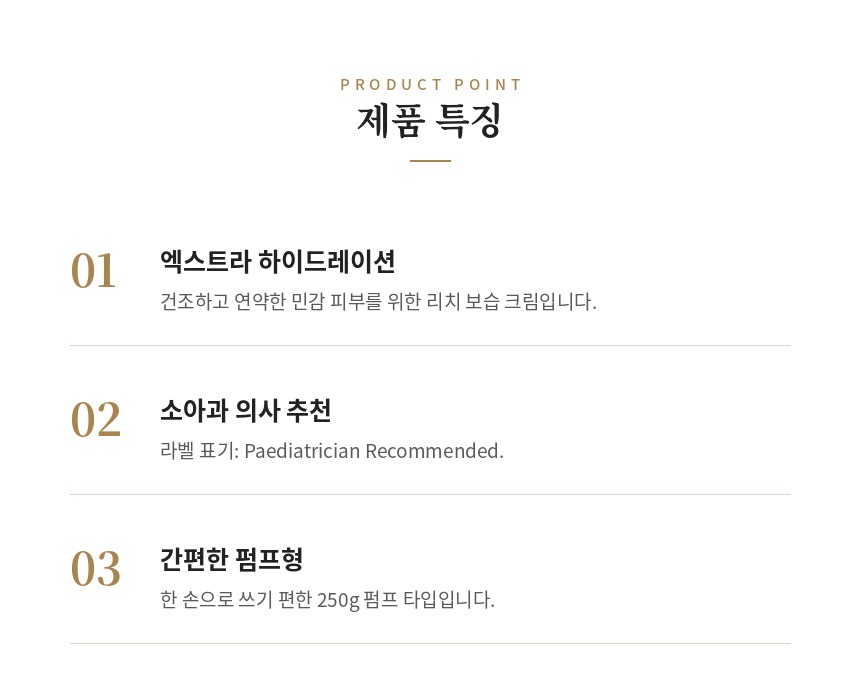 PRODUCT POINT
제품 특징
01
엑스트라 하이드레이션
건조하고 연약한 민감 피부를 위한 리치 보습 크림입니다.
02
소아과 의사 추천
라벨 표기: Paediatrician Recommended.
03
간편한 펌프형
한 손으로 쓰기 편한 250g 펌프 타입입니다.